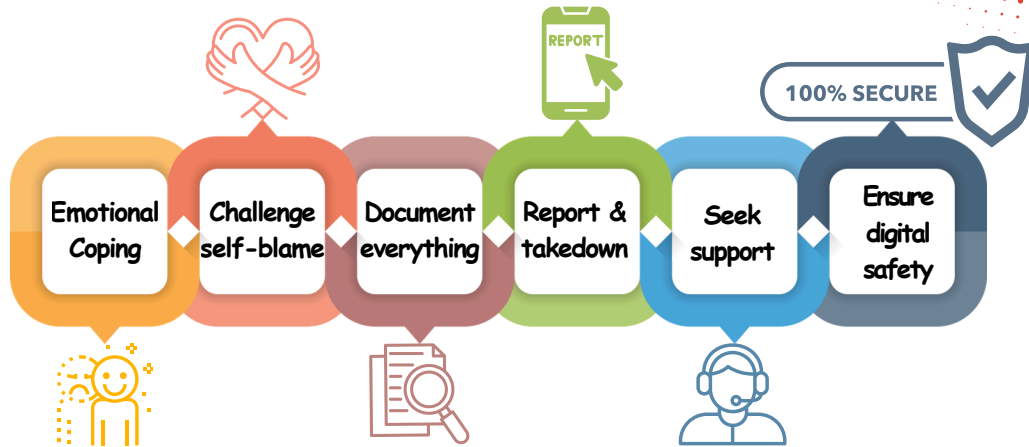 REPORT
100% SECURE
Emotional
Coping
Challenge
self-blame
Document
everything
Report &
takedown
Seek
support
Ensure
digital
safety